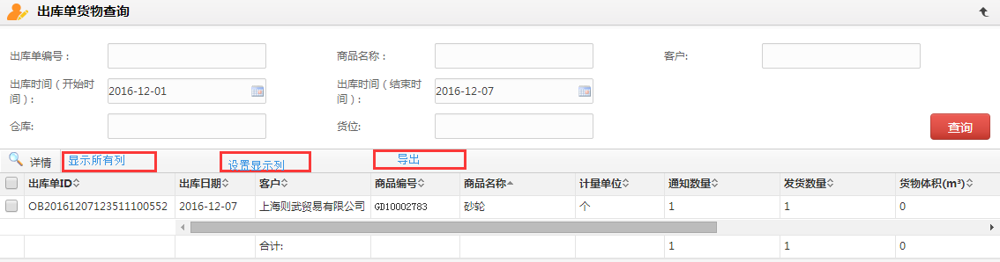 出库单货物查询
出库单编号： 商品名称： 客户:
出库时间（开始时间）： 2016-12-01 出库时间（结束时间）： 2016-12-07
仓库: 货位: 查询
详情 显示所有列 设置显示列 导出
出库单ID 出库日期 客户 商品编号 商品名称 计量单位 通知数量 发货数量 货物体积(m³)
OB20161207123511100552 2016-12-07 上海则武贸易有限公司 GD10002783 砂轮 个 1 1 0
合计: 1 1 0